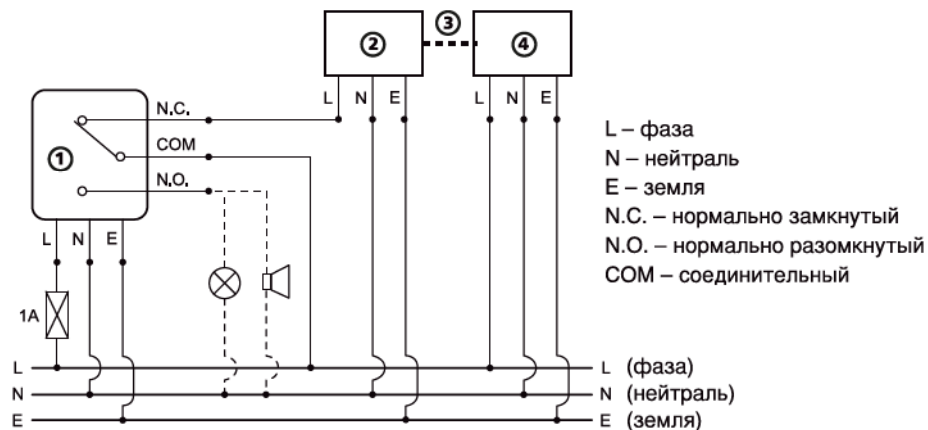 ② ③ ④
L N E L N E
N.C.
COM
N.O.
①
L N E
1A
L – фаза
N – нейтраль
E – земля
N.C. – нормально замкнутый
N.O. – нормально разомкнутый
COM – соединительный
L L (фаза)
N N (нейтраль)
E E (земля)